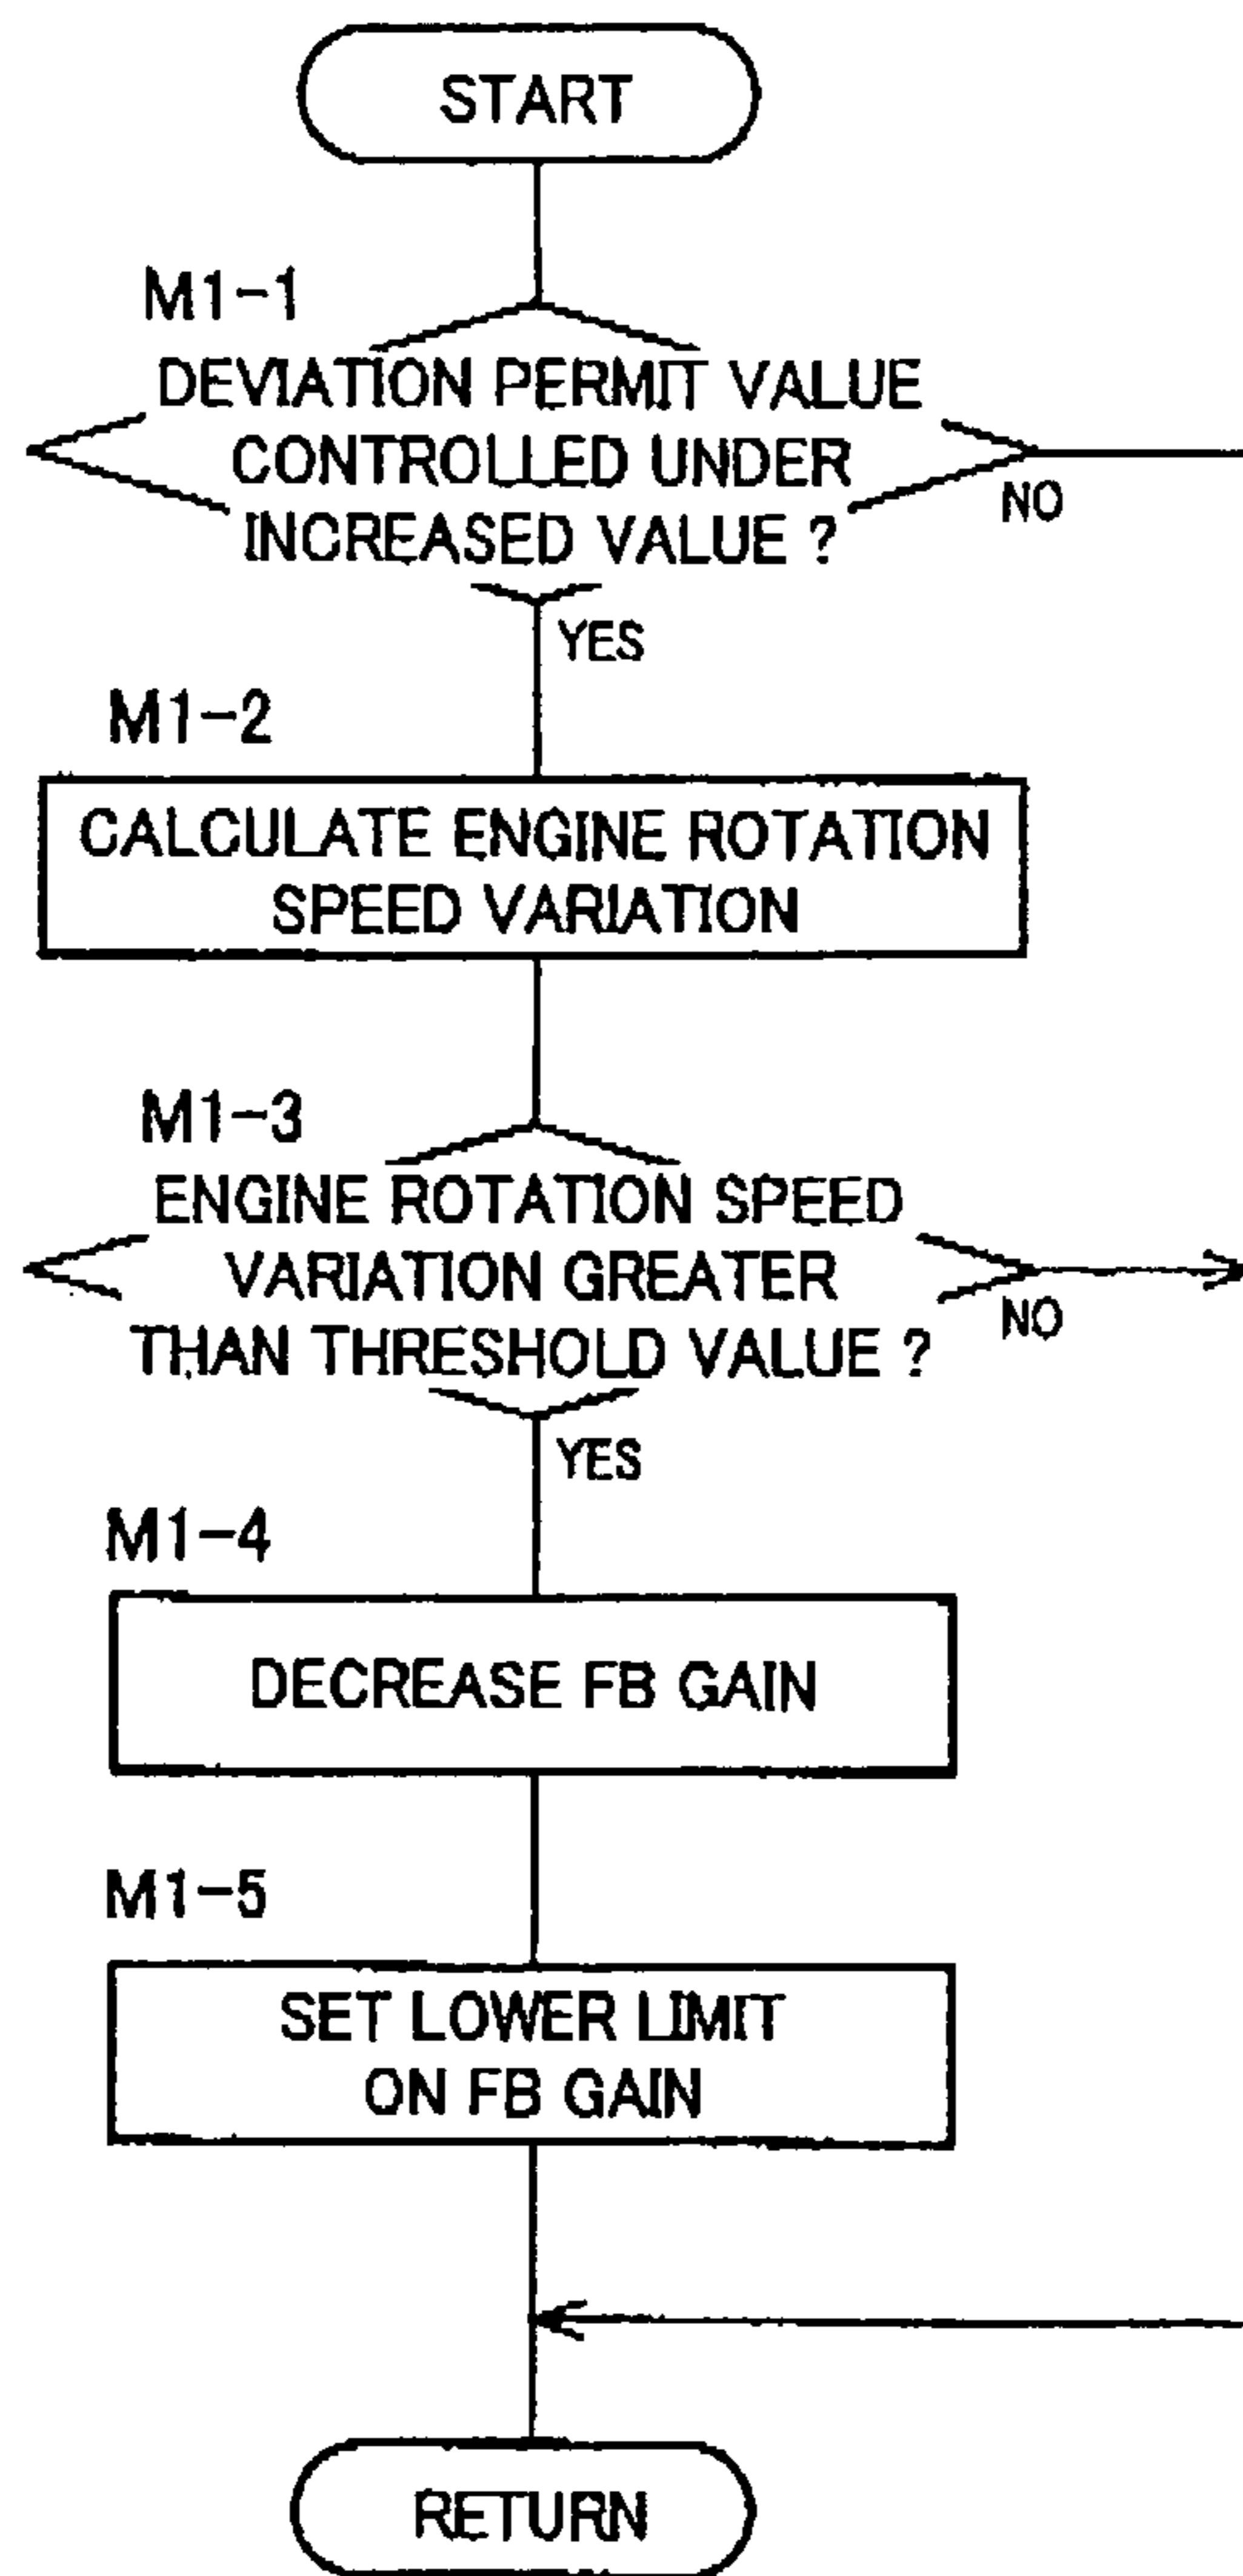 START
M1-1
DEVIATION PERMIT VALUE
CONTROLLED UNDER
INCREASED VALUE ?
NO
YES
M1-2
CALCULATE ENGINE ROTATION
SPEED VARIATION
M1-3
ENGINE ROTATION SPEED
VARIATION GREATER
THAN THRESHOLD VALUE ?
NO
YES
M1-4
DECREASE FB GAIN
M1-5
SET LOWER LIMIT
ON FB GAIN
RETURN